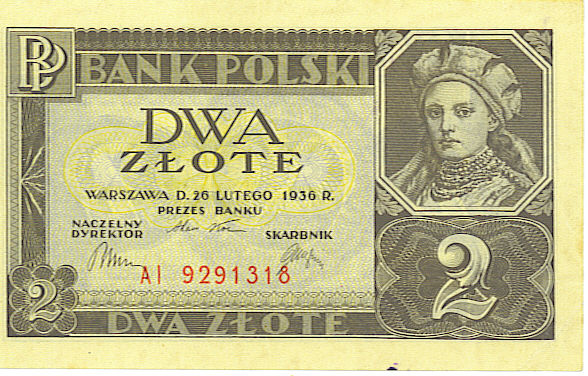 BP
BANK POLSKI
DWA
ZŁOTE
WARSZAWA D. 26 LUTEGO 1936 R.
PREZES BANKU
NACZELNY
DYREKTOR
SKARBNIK
AI 9291318
2
2
DWA ZŁOTE